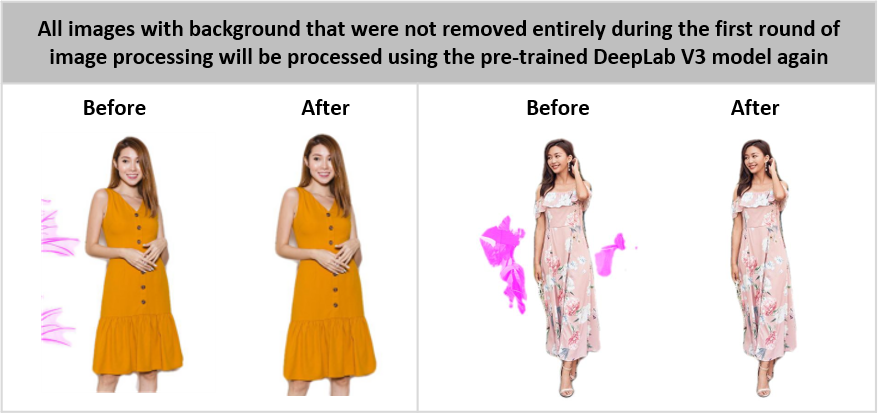 All images with background that were not removed entirely during the first round of
image processing will be processed using the pre-trained DeepLab V3 model again
Before
After
Before
After